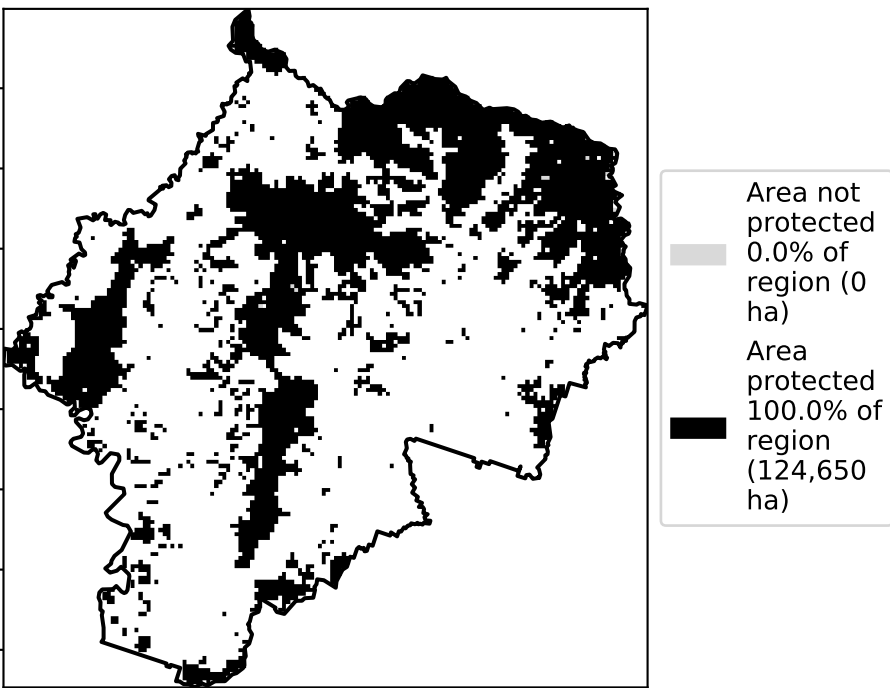 Area not
protected
0.0% of
region (0
ha)
Area
protected
100.0% of
region
(124,650
ha)